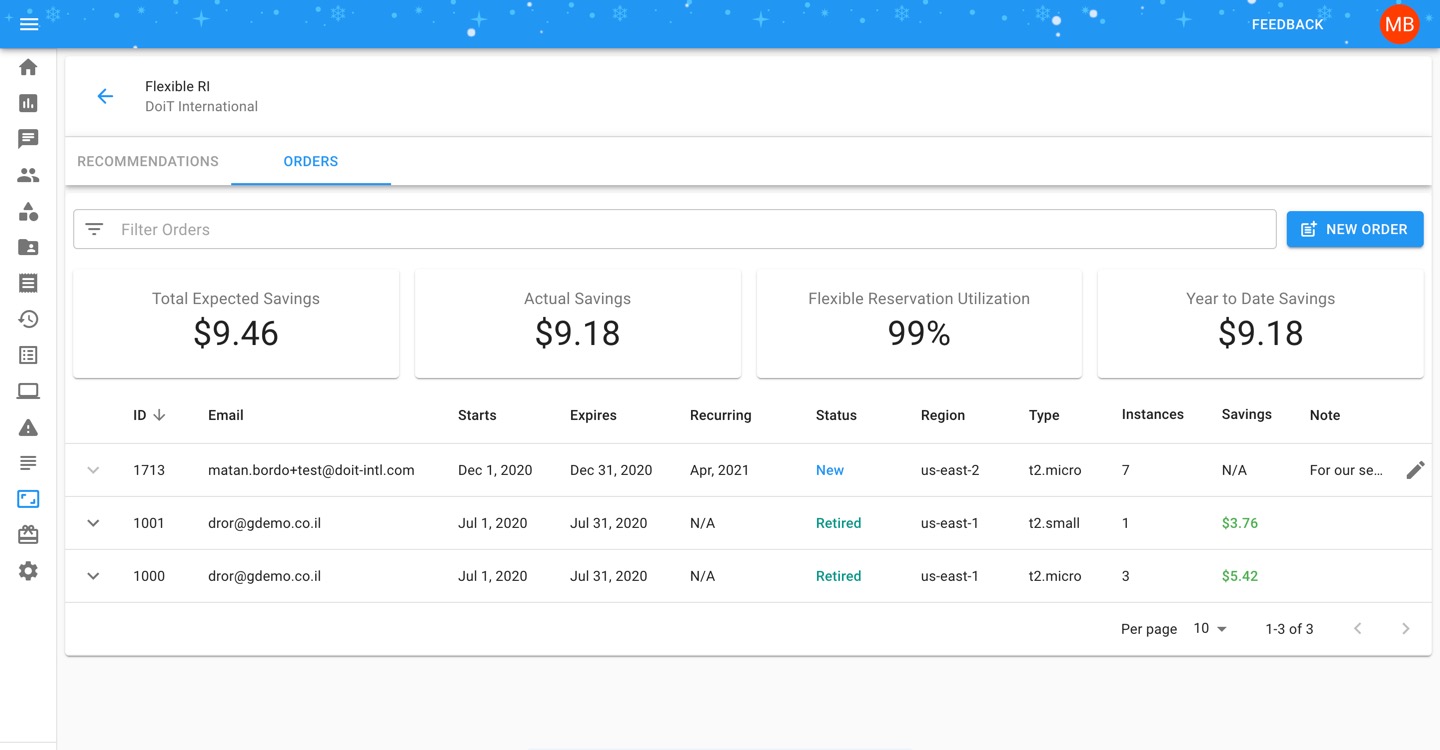 FEEDBACK
MB
Flexible RI
DoiT International
RECOMMENDATIONS ORDERS
Filter Orders
NEW ORDER
Total Expected Savings
$9.46
Actual Savings
$9.18
Flexible Reservation Utilization
99%
Year to Date Savings
$9.18
ID Email Starts Expires Recurring Status Region Type Instances Savings Note
1713 matan.bordo+test@doit-intl.com Dec 1, 2020 Dec 31, 2020 Apr, 2021 New us-east-2 t2.micro 7 N/A For our se...
1001 dror@gdemo.co.il Jul 1, 2020 Jul 31, 2020 N/A Retired us-east-1 t2.small 1 $3.76
1000 dror@gdemo.co.il Jul 1, 2020 Jul 31, 2020 N/A Retired us-east-1 t2.micro 3 $5.42
Per page 10 1-3 of 3